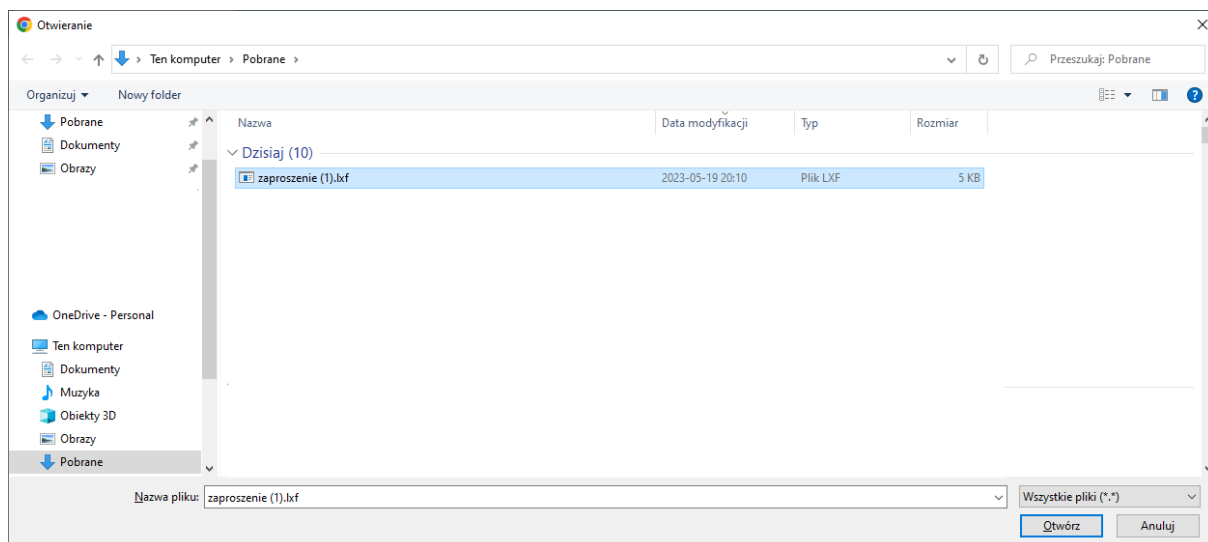 Otwieranie
Ten komputer › Pobrane ›
Przeszukaj: Pobrane
Organizuj Nowy folder
Pobrane
Dokumenty
Obrazy
OneDrive - Personal
Ten komputer
Dokumenty
Muzyka
Obiekty 3D
Obrazy
Pobrane
Nazwa Data modyfikacji Typ Rozmiar
Dzisiaj (10)
zaproszenie (1).lxf 2023-05-19 20:10 Plik LXF 5 KB
Nazwa pliku: zaproszenie (1).lxf Wszystkie pliki (*.*)
Otwórz Anuluj